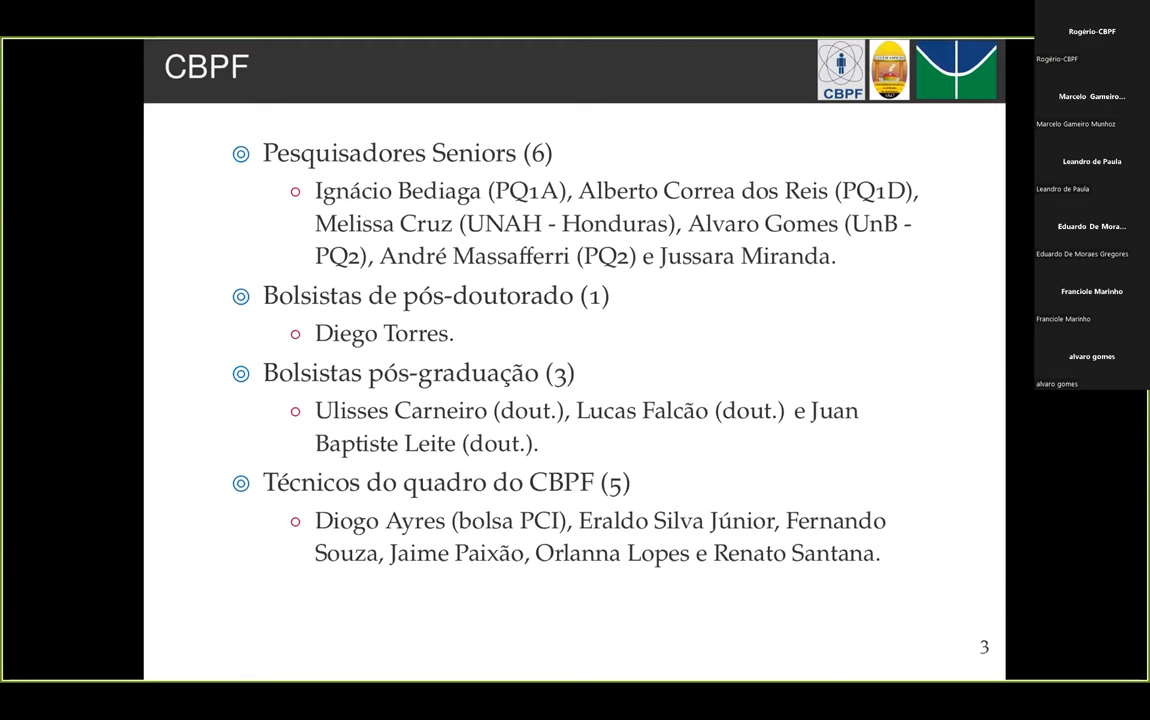 CBPF
CBPF
Pesquisadores Seniors (6)
Ignácio Bediaga (PQ1A), Alberto Correa dos Reis (PQ1D),
Melissa Cruz (UNAH - Honduras), Alvaro Gomes (UnB -
PQ2), André Massafferri (PQ2) e Jussara Miranda.
Bolsistas de pós-doutorado (1)
Diego Torres.
Bolsistas pós-graduação (3)
Ulisses Carneiro (dout.), Lucas Falcão (dout.) e Juan
Baptiste Leite (dout.).
Técnicos do quadro do CBPF (5)
Diogo Ayres (bolsa PCI), Eraldo Silva Júnior, Fernando
Souza, Jaime Paixão, Orlanna Lopes e Renato Santana.
3
Rogério-CBPF
Rogério-CBPF
Marcelo Gameiro...
Marcelo Gameiro Munhoz
Leandro de Paula
Leandro de Paula
Eduardo De Mora...
Eduardo De Moraes Gregores
Franciole Marinho
Franciole Marinho
alvaro gomes
alvaro gomes